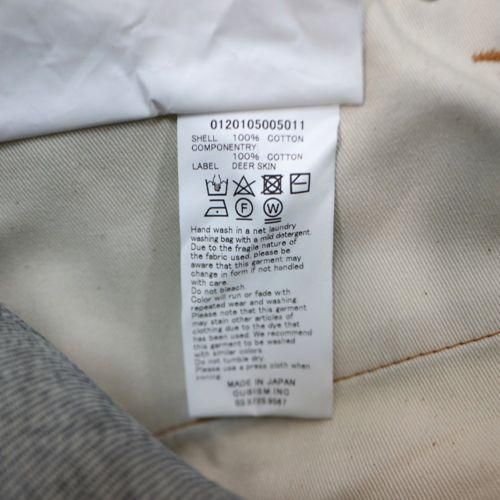 0120105005011
SHELL 100% COTTON
COMPONENTRY
100% COTTON
LABEL DEER SKIN
F W
Hand wash in a net laundry
washing bag with a mild detergent.
Due to the fragile nature of
the fabric used, please be
aware that this garment may
change in form if not handled
with care.
Do not bleach.
Color will run or fade with
repeated wear and washing.
Please note that this garment
may stain other articles of
clothing due to the dye that
has been used. We recommend
this garment to be washed
with similar colors.
Do not tumble dry.
Please use a press cloth when
ironing.
MADE IN JAPAN
CUBISM.INC